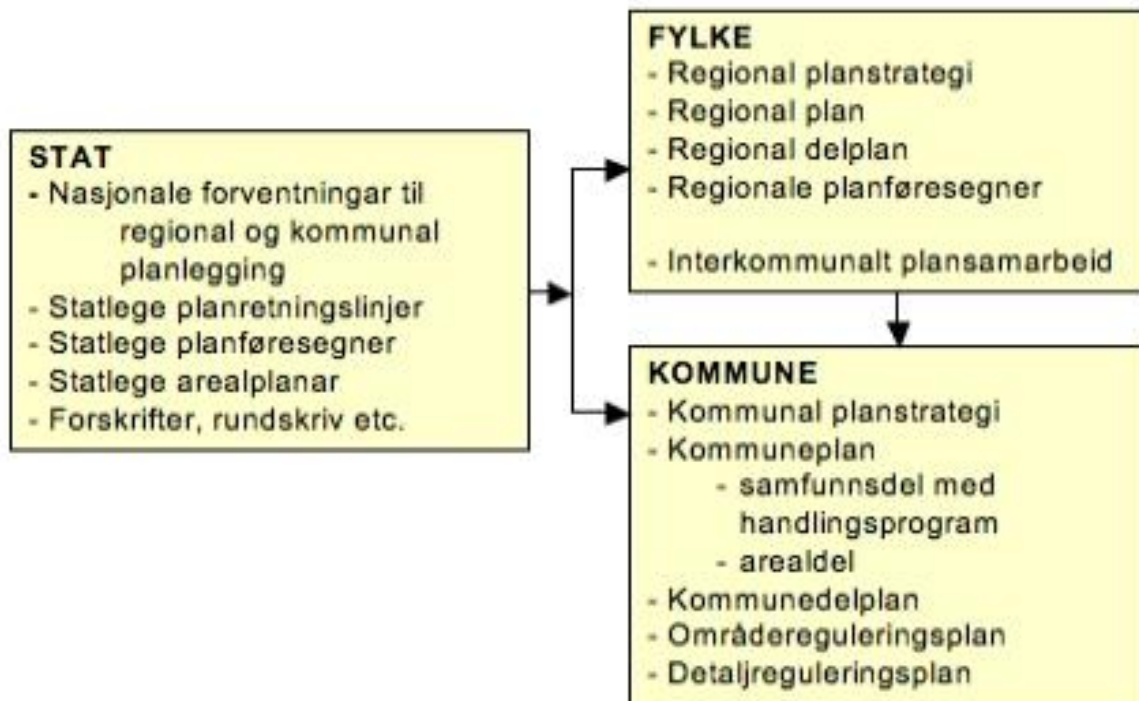 STAT
- Nasjonale forventningar til
regional og kommunal
planlegging
- Statlege planretningslinjer
- Statlege planføresegner
- Statlege arealplanar
- Forskrifter, rundskriv etc.
FYLKE
- Regional planstrategi
- Regional plan
- Regional delplan
- Regionale planføresegner
- Interkommunalt plansamarbeid
KOMMUNE
- Kommunal planstrategi
- Kommuneplan
- samfunnsdel med
handlingsprogram
- arealdel
- Kommunedelplan
- Områdereguleringsplan
- Detaljreguleringsplan